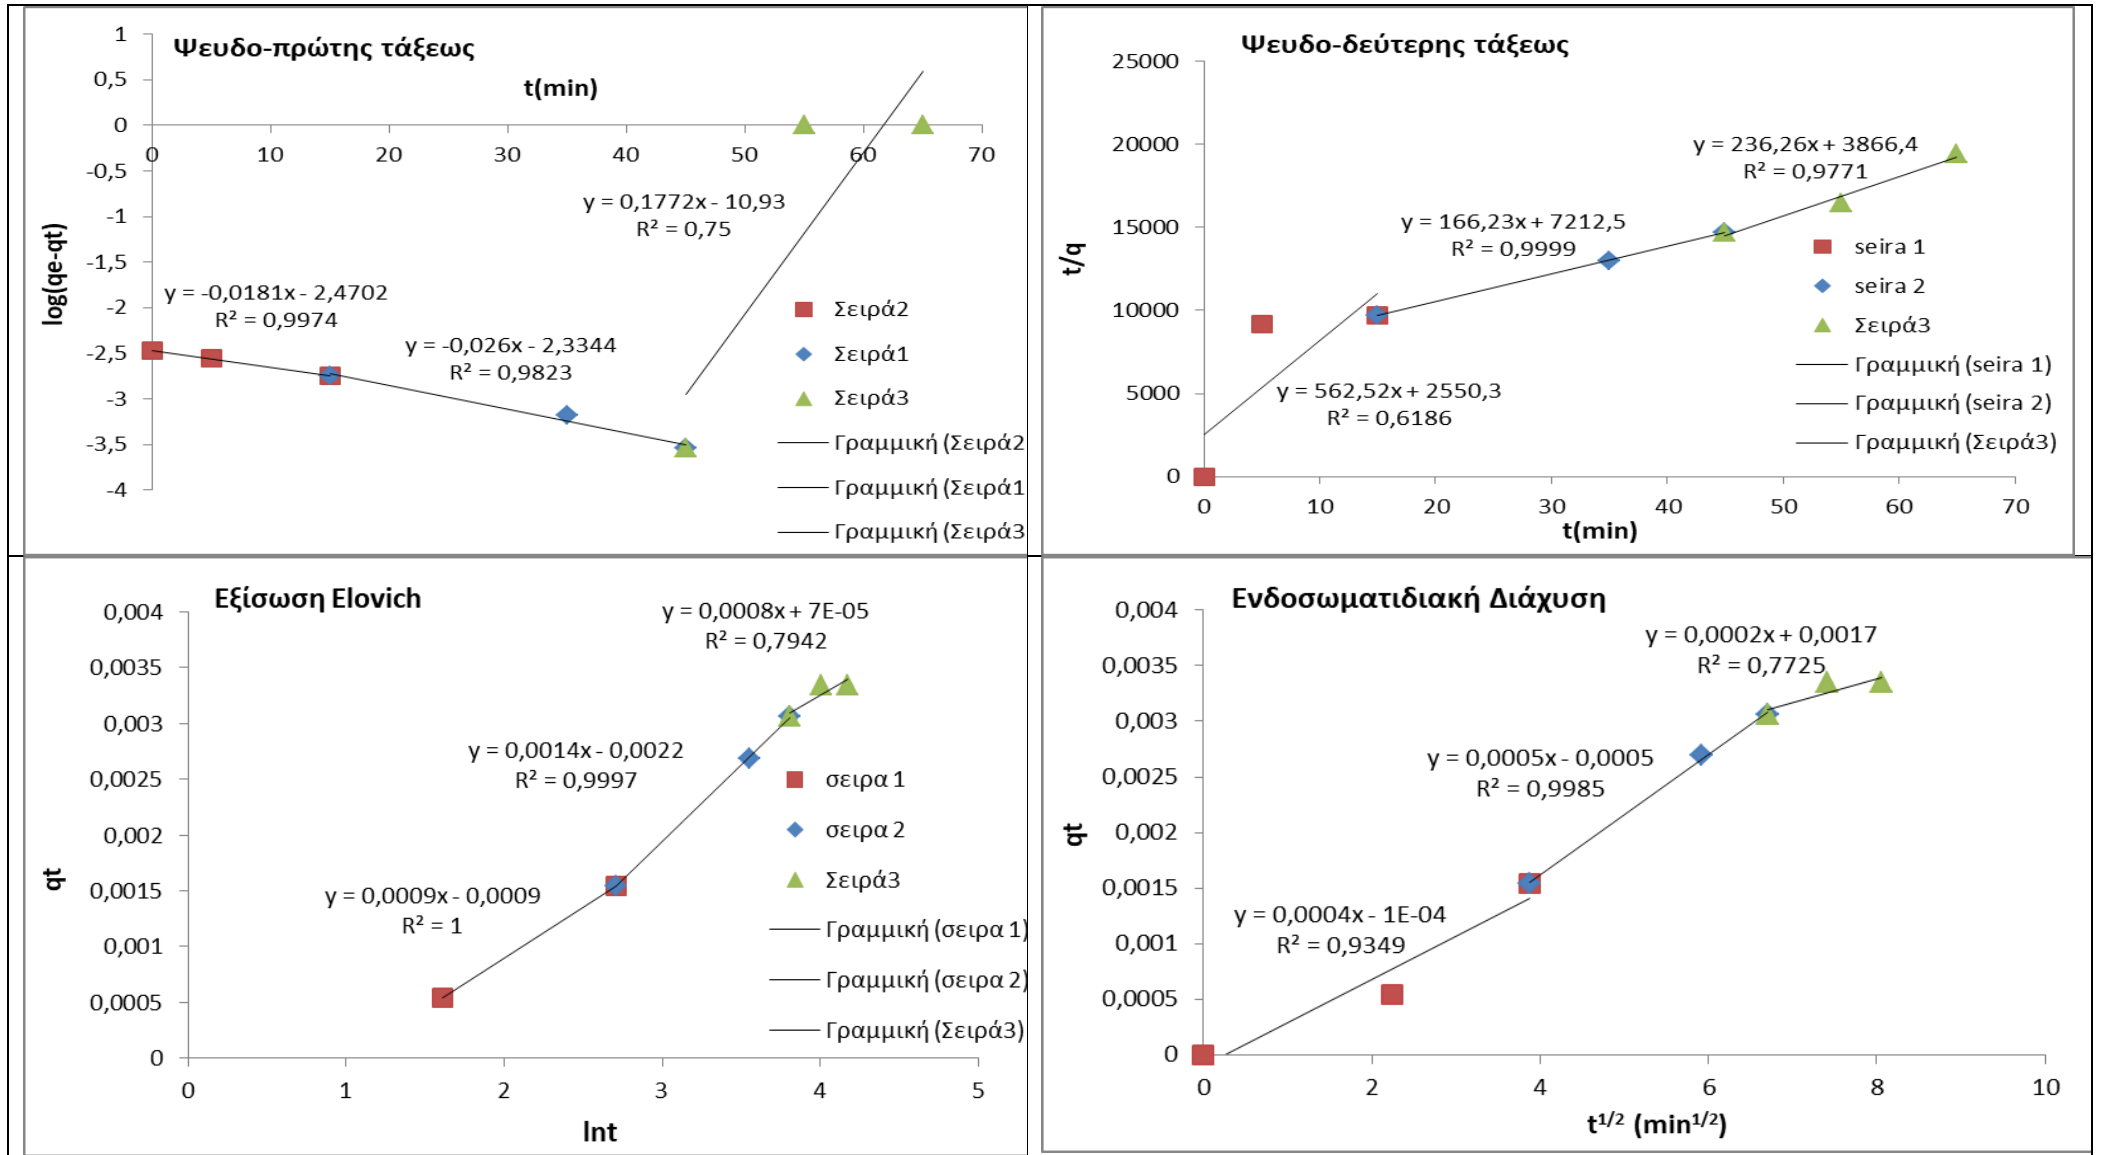 Ψευδο-πρώτης τάξεως
t(min)
log(qe-qt)
1
0,5
0
-0,5
-1
-1,5
-2
-2,5
-3
-3,5
-4
0 10 20 30 40 50 60 70
y = 0,1772x - 10,93
R² = 0,75
y = -0,0181x - 2,4702
R² = 0,9974
y = -0,026x - 2,3344
R² = 0,9823
Σειρά2
Σειρά1
Σειρά3
Γραμμική (Σειρά2
Γραμμική (Σειρά1
Γραμμική (Σειρά3
Ψευδο-δεύτερης τάξεως
t/q
25000
20000
15000
10000
5000
0
y = 236,26x + 3866,4
R² = 0,9771
y = 166,23x + 7212,5
R² = 0,9999
y = 562,52x + 2550,3
R² = 0,6186
seira 1
seira 2
Σειρά3
Γραμμική (seira 1)
Γραμμική (seira 2)
Γραμμική (Σειρά3)
0 10 20 30 40 50 60 70
t(min)
Εξίσωση Elovich
qt
0,004
0,0035
0,003
0,0025
0,002
0,0015
0,001
0,0005
0
y = 0,0008x + 7E-05
R² = 0,7942
y = 0,0014x - 0,0022
R² = 0,9997
y = 0,0009x - 0,0009
R² = 1
σειρα 1
σειρα 2
Σειρά3
Γραμμική (σειρα 1)
Γραμμική (σειρα 2)
Γραμμική (Σειρά3)
0 1 2 3 4 5
lnt
Ενδοσωματιδιακή Διάχυση
qt
0,004
0,0035
0,003
0,0025
0,002
0,0015
0,001
0,0005
0
y = 0,0002x + 0,0017
R² = 0,7725
y = 0,0005x - 0,0005
R² = 0,9985
y = 0,0004x - 1E-04
R² = 0,9349
0 2 4 6 8 10
t^1/2 (min^1/2)